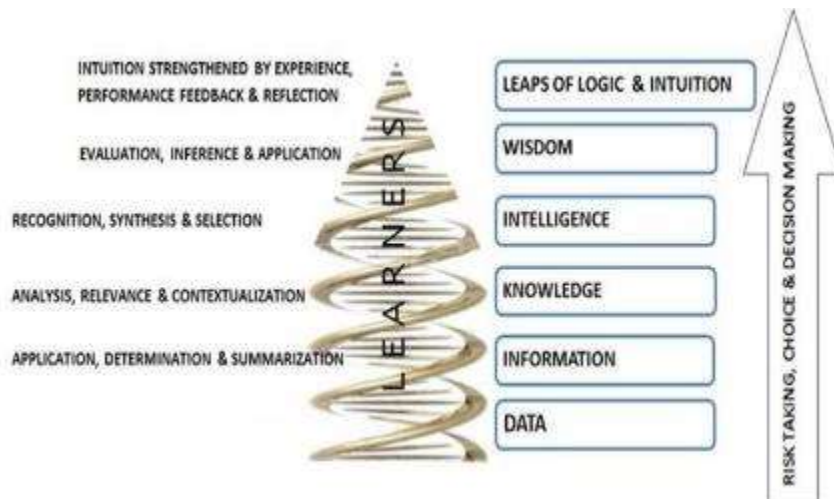 INTUITION STRENGTHENED BY EXPERIENCE,
PERFORMANCE FEEDBACK & REFLECTION
LEAPS OF LOGIC & INTUITION
EVALUATION, INFERENCE & APPLICATION
WISDOM
RECOGNITION, SYNTHESIS & SELECTION
INTELLIGENCE
ANALYSIS, RELEVANCE & CONTEXTUALIZATION
KNOWLEDGE
APPLICATION, DETERMINATION & SUMMARIZATION
INFORMATION
DATA
LEARNERS
RISK TAKING, CHOICE & DECISION MAKING